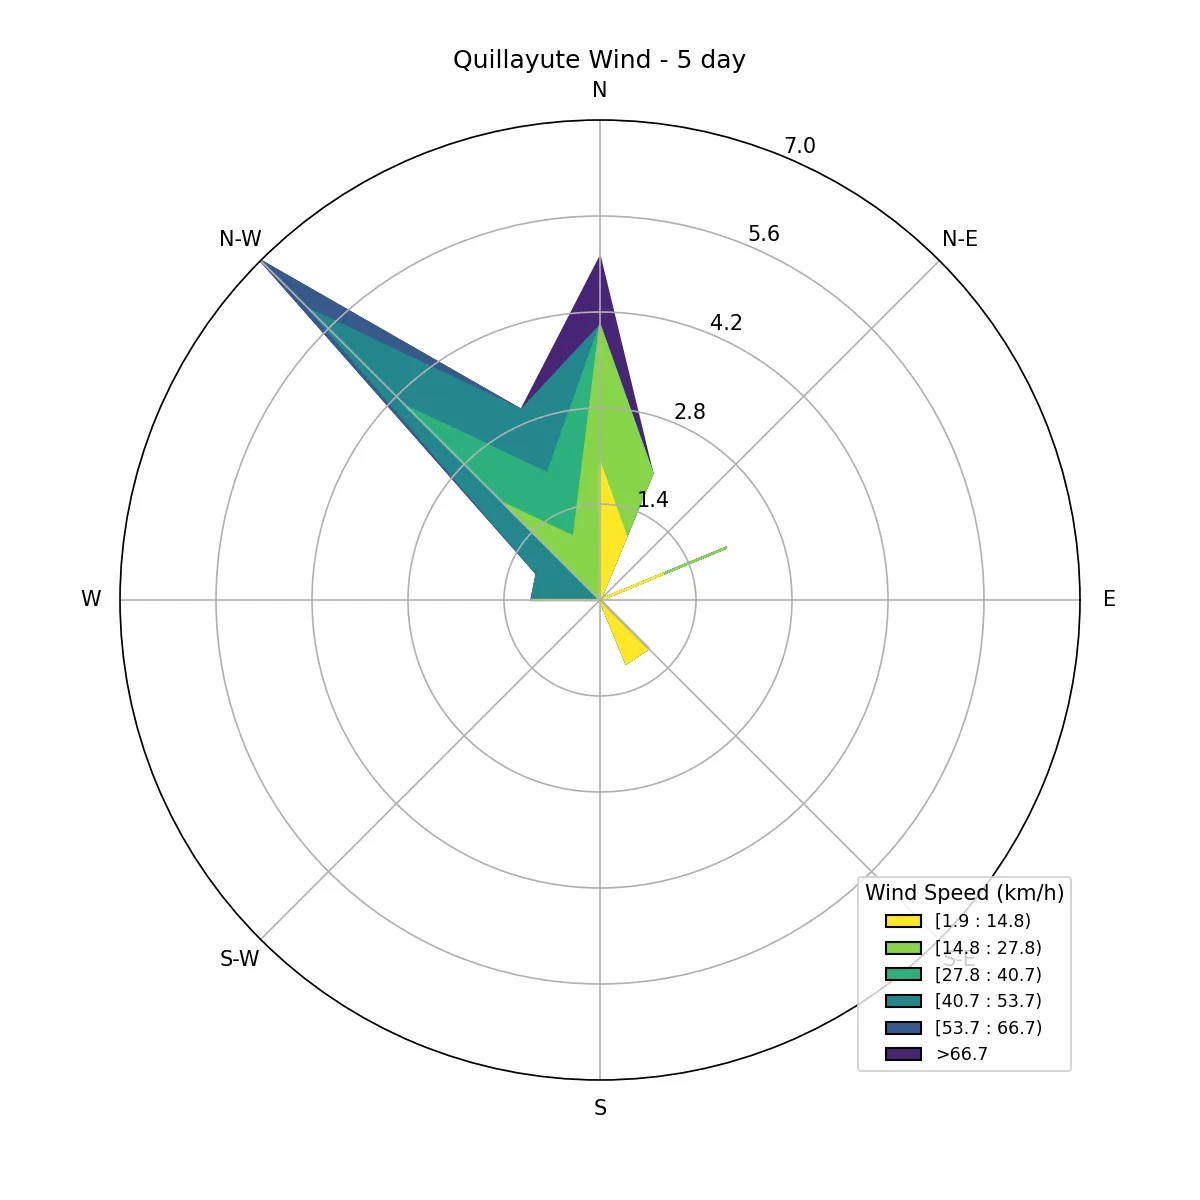 Quillayute Wind - 5 day
N
7.0
N-W
5.6
N-E
4.2
2.8
1.4
W
E
Wind Speed (km/h)
[1.9 : 14.8)
[14.8 : 27.8)
S-W
S-E
[27.8 : 40.7)
[40.7 : 53.7)
[53.7 : 66.7)
>66.7
S